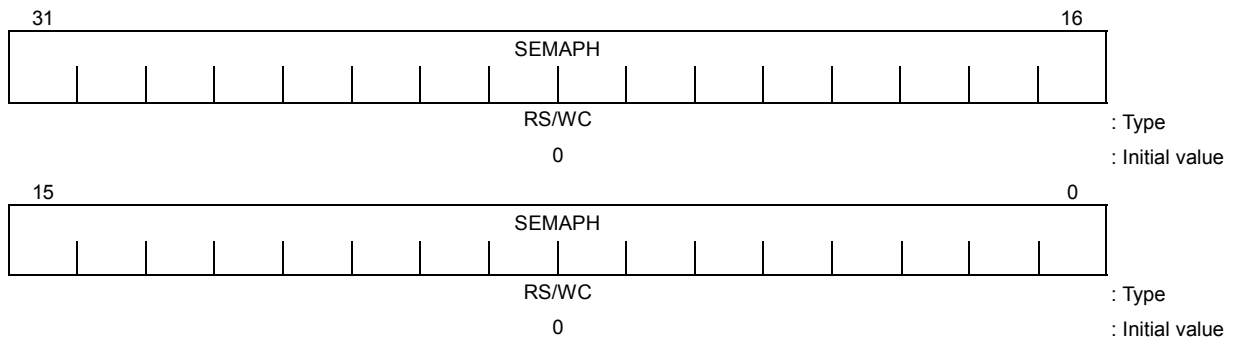 31 16
SEMAPH
RS/WC : Type
0 : Initial value
15 0
SEMAPH
RS/WC : Type
0 : Initial value